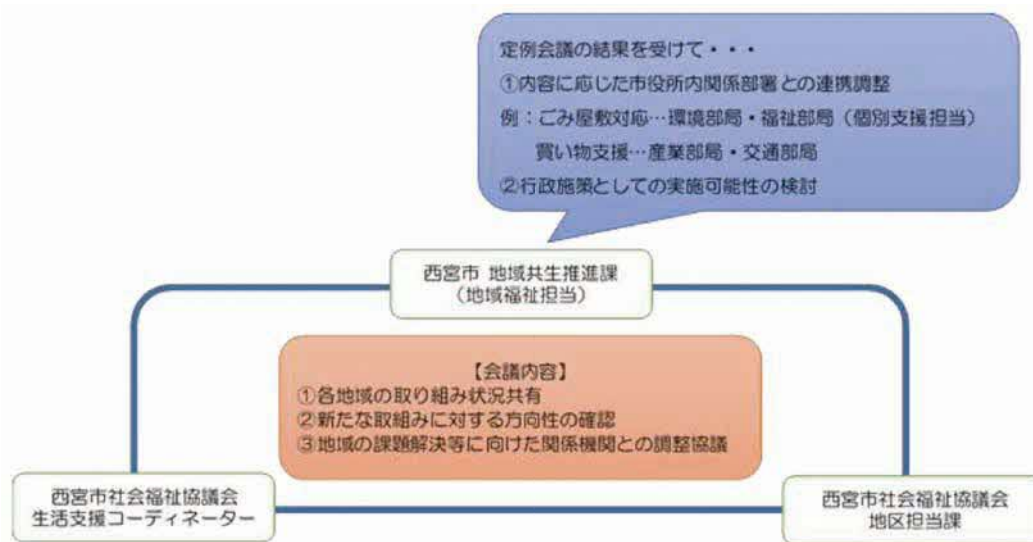 定例会議の結果を受けて・・・
①内容に応じた市役所内関係部署との連携調整
例：ごみ屋敷対応…環境部局・福祉部局（個別支援担当）
買い物支援…産業部局・交通部局
②行政施策としての実施可能性の検討
西宮市 地域共生推進課
（地域福祉担当）
【会議内容】
①各地域の取り組み状況共有
②新たな取組みに対する方向性の確認
③地域の課題解決等に向けた関係機関との調整協議
西宮市社会福祉協議会
生活支援コーディネーター
西宮市社会福祉協議会
地区担当課